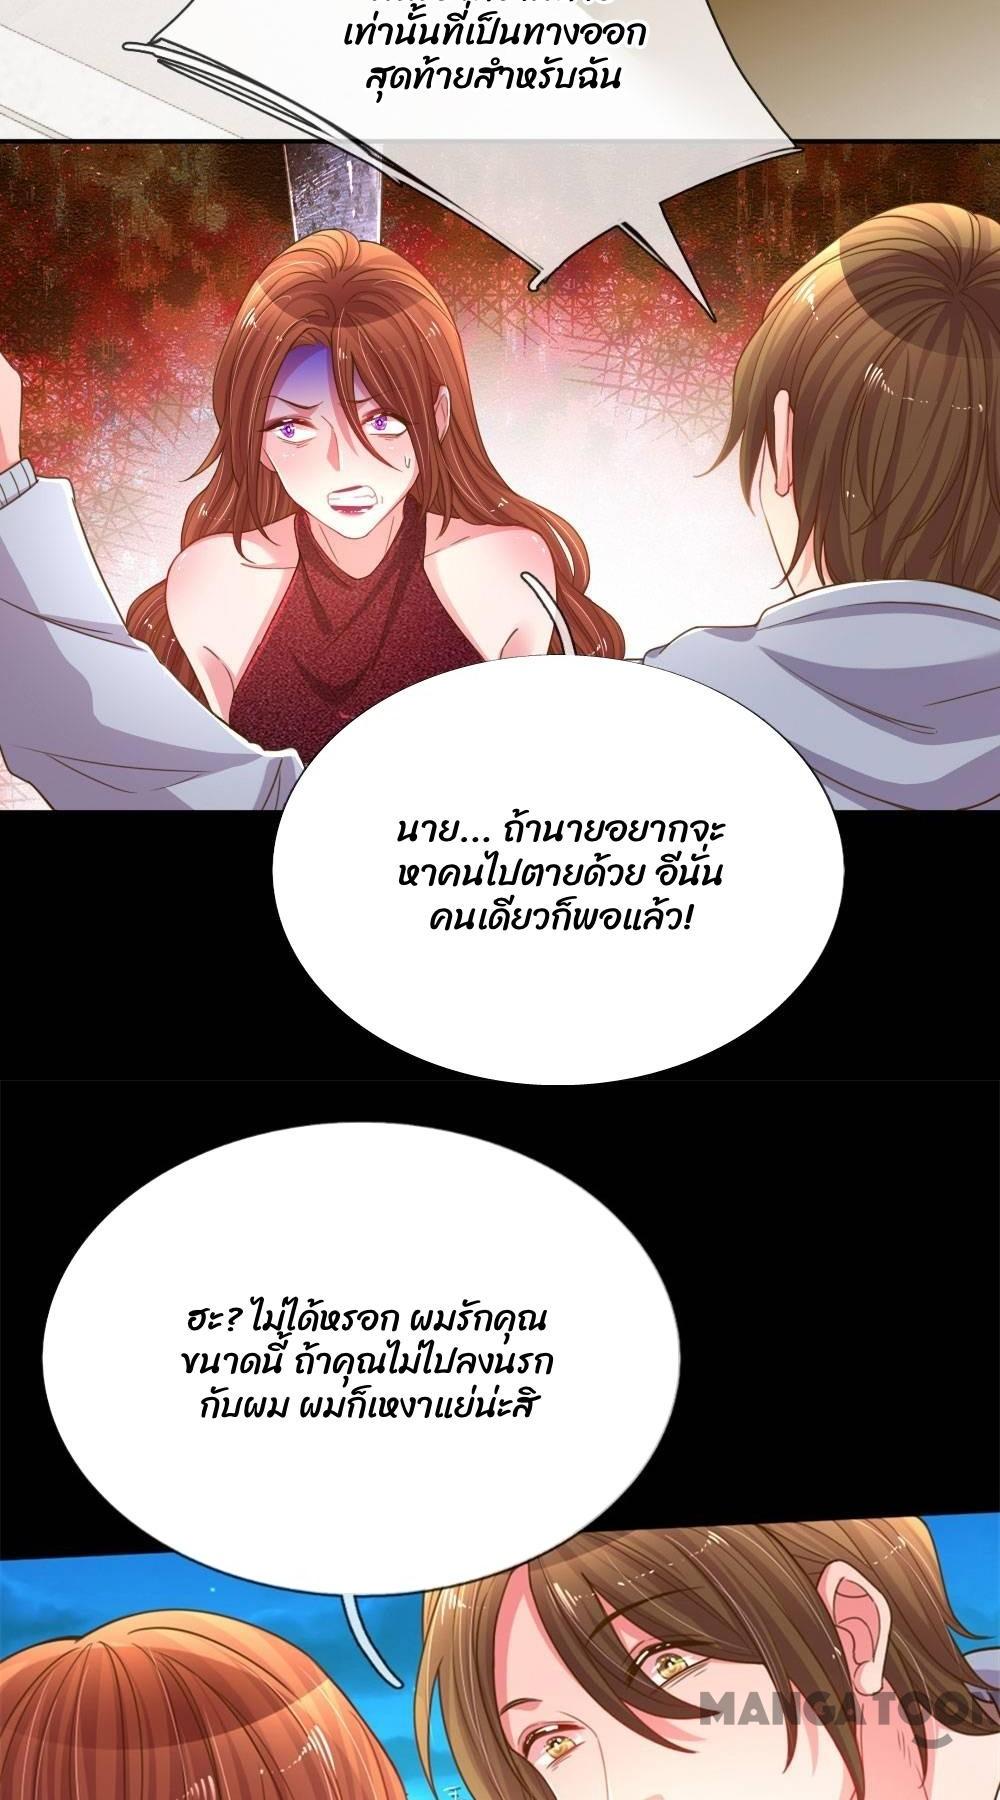 เท่านั้นที่เป็นทางออก
สุดท้ายสำหรับฉัน
นาย... ถ้านายอยากจะ
หาคนไปตายด้วย อีนั่น
คนเดียวก็พอแล้ว!
ฮะ? ไม่ได้หรอก ผมรักคุณ
ขนาดนี้ ถ้าคุณไม่ไปลงนรก
กับผม ผมก็เหงาแย่น่ะสิ
MANGATOON